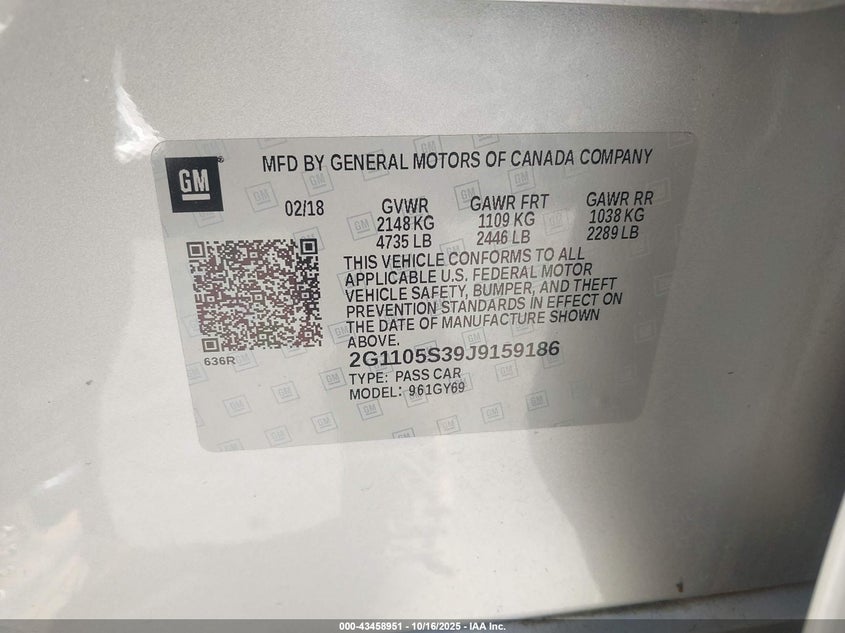 GM
MFD BY GENERAL MOTORS OF CANADA COMPANY
02/18
GVWR
2148 KG
4735 LB
GAWR FRT
1109 KG
2446 LB
GAWR RR
1038 KG
2289 LB
THIS VEHICLE CONFORMS TO ALL
APPLICABLE U.S. FEDERAL MOTOR
VEHICLE SAFETY, BUMPER, AND THEFT
PREVENTION STANDARDS IN EFFECT ON
THE DATE OF MANUFACTURE SHOWN
ABOVE.
636R
2G1105S39J9159186
TYPE: PASS CAR
MODEL: 961GY69
000-43458951 | 10/16/2025 - IAA Inc.